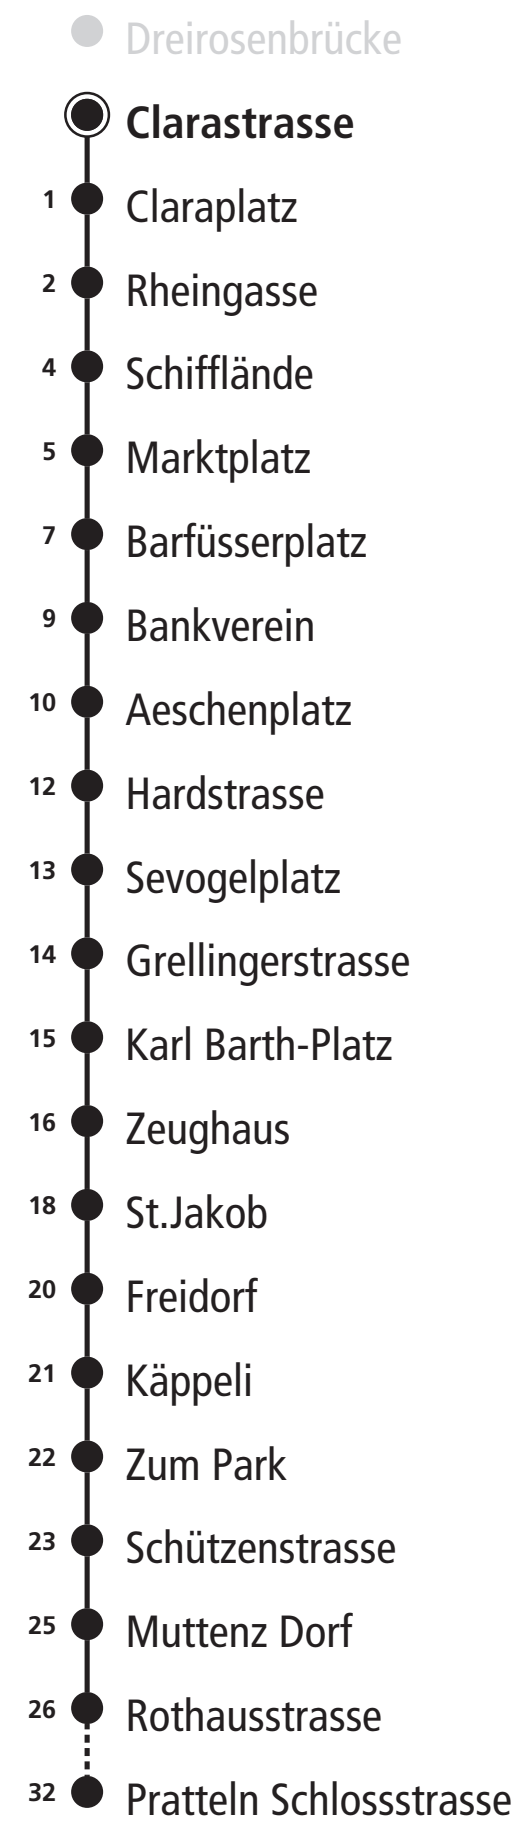 Dreirosenbrücke
Clarastrasse
1 Claraplatz
2 Rheingasse
4 Schifflände
5 Marktplatz
7 Barfüsserplatz
9 Bankverein
10 Aeschenplatz
12 Hardstrasse
13 Sevogelplatz
14 Grellingerstrasse
15 Karl Barth-Platz
16 Zeughaus
18 St.Jakob
20 Freidorf
21 Käppeli
22 Zum Park
23 Schützenstrasse
25 Muttenz Dorf
26 Rothausstrasse
32 Pratteln Schlossstrasse